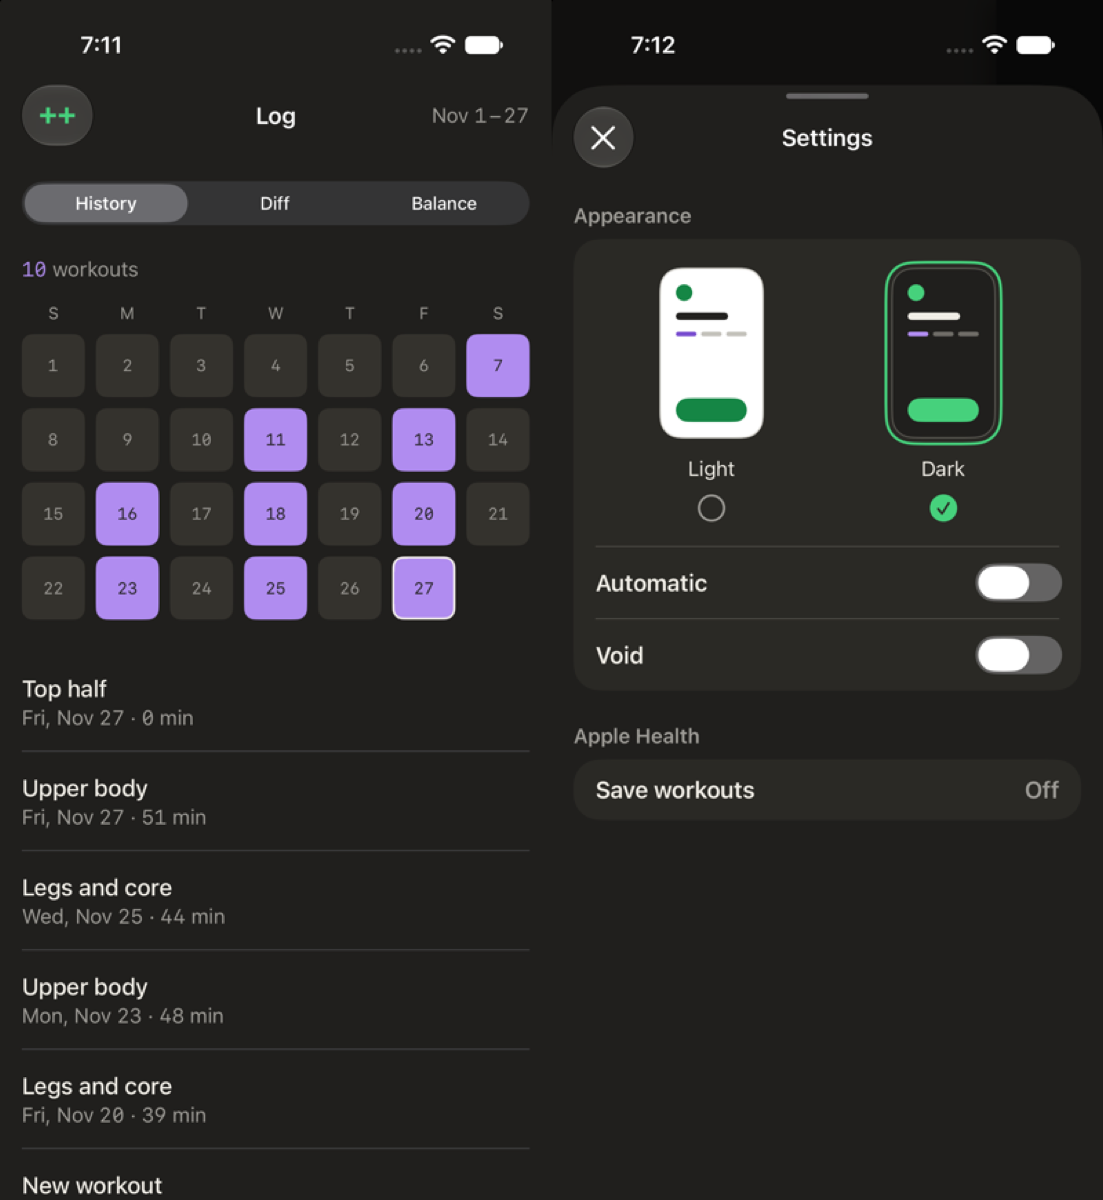 7:11
++
Log
Nov 1–27
History
Diff
Balance
10 workouts
S M T W T F S
1 2 3 4 5 6 7
8 9 10 11 12 13 14
15 16 17 18 19 20 21
22 23 24 25 26 27
Top half
Fri, Nov 27 · 0 min
Upper body
Fri, Nov 27 · 51 min
Legs and core
Wed, Nov 25 · 44 min
Upper body
Mon, Nov 23 · 48 min
Legs and core
Fri, Nov 20 · 39 min
New workout
7:12
Settings
Appearance
Light
Dark
Automatic
Void
Apple Health
Save workouts
Off